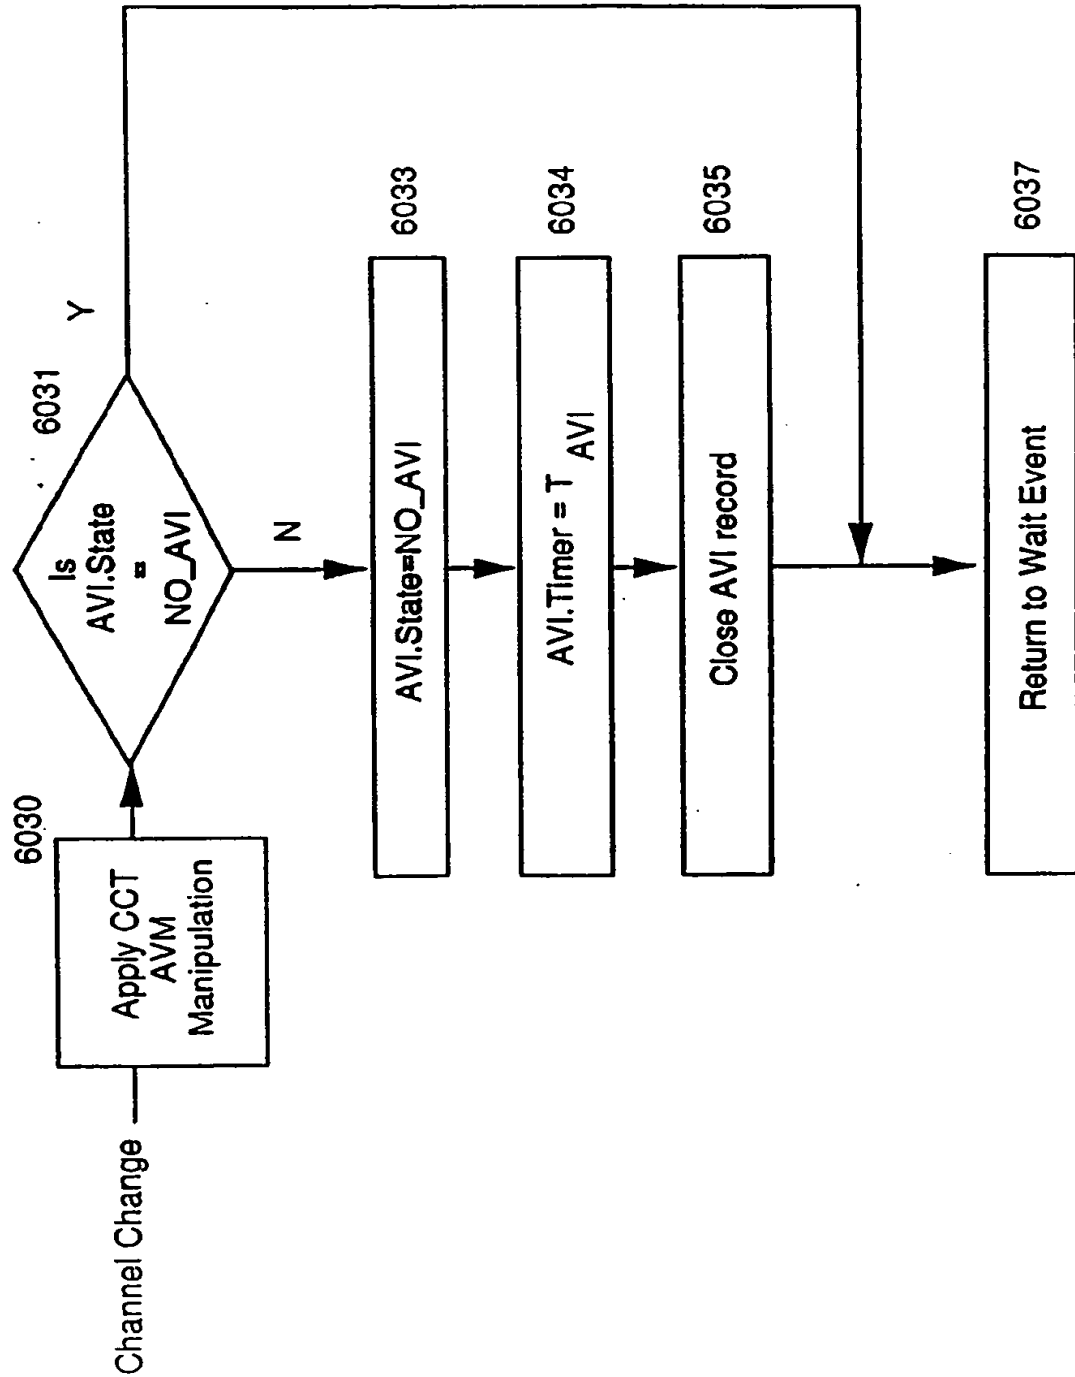 Channel Change
6030
Apply CCT
AVM
Manipulation
6031
Is
AVI.State
=
NO_AVI
Y
N
AVI.State=NO_AVI
6033
AVI.Timer = T AVI
6034
Close AVI record
6035
Return to Wait Event
6037